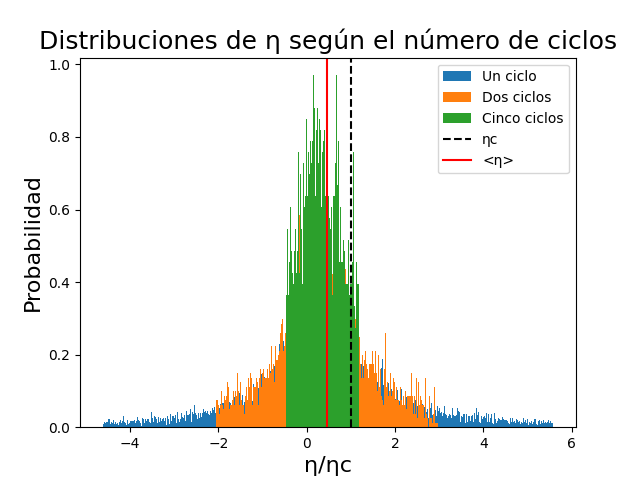 Distribuciones de η según el número de ciclos
Probabilidad
1.0
0.8
0.6
0.4
0.2
0.0
−4
−2
0
2
4
6
η/ηc
Un ciclo
Dos ciclos
Cinco ciclos
ηc
<η>